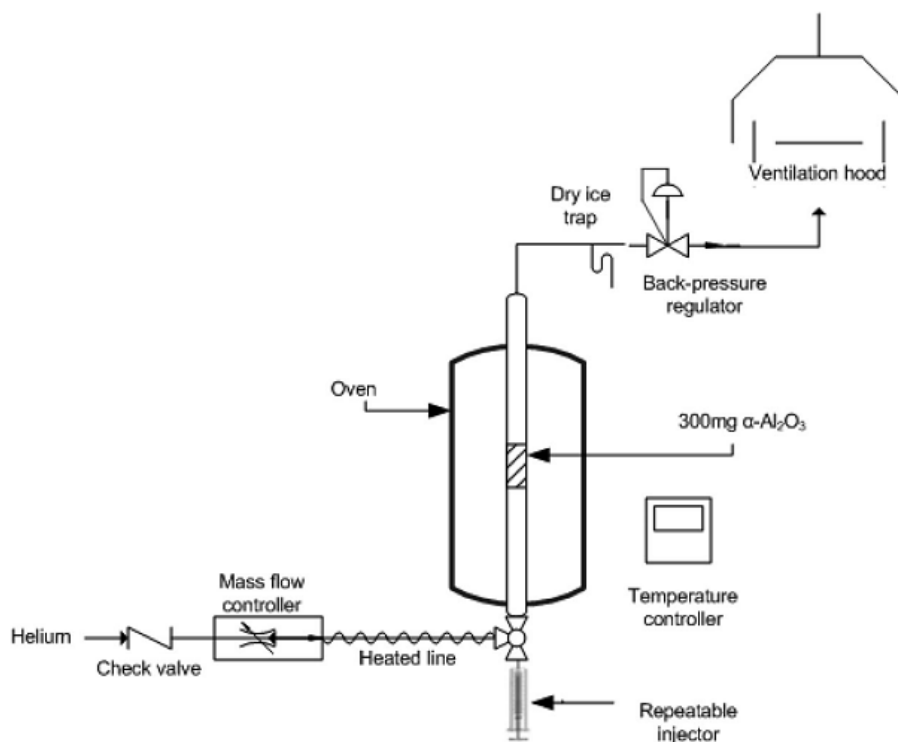 Ventilation hood
Dry ice
trap
Back-pressure
regulator
Oven
300mg α-Al₂O₃
Mass flow
controller
Temperature
controller
Helium
Check valve
Heated line
Repeatable
injector